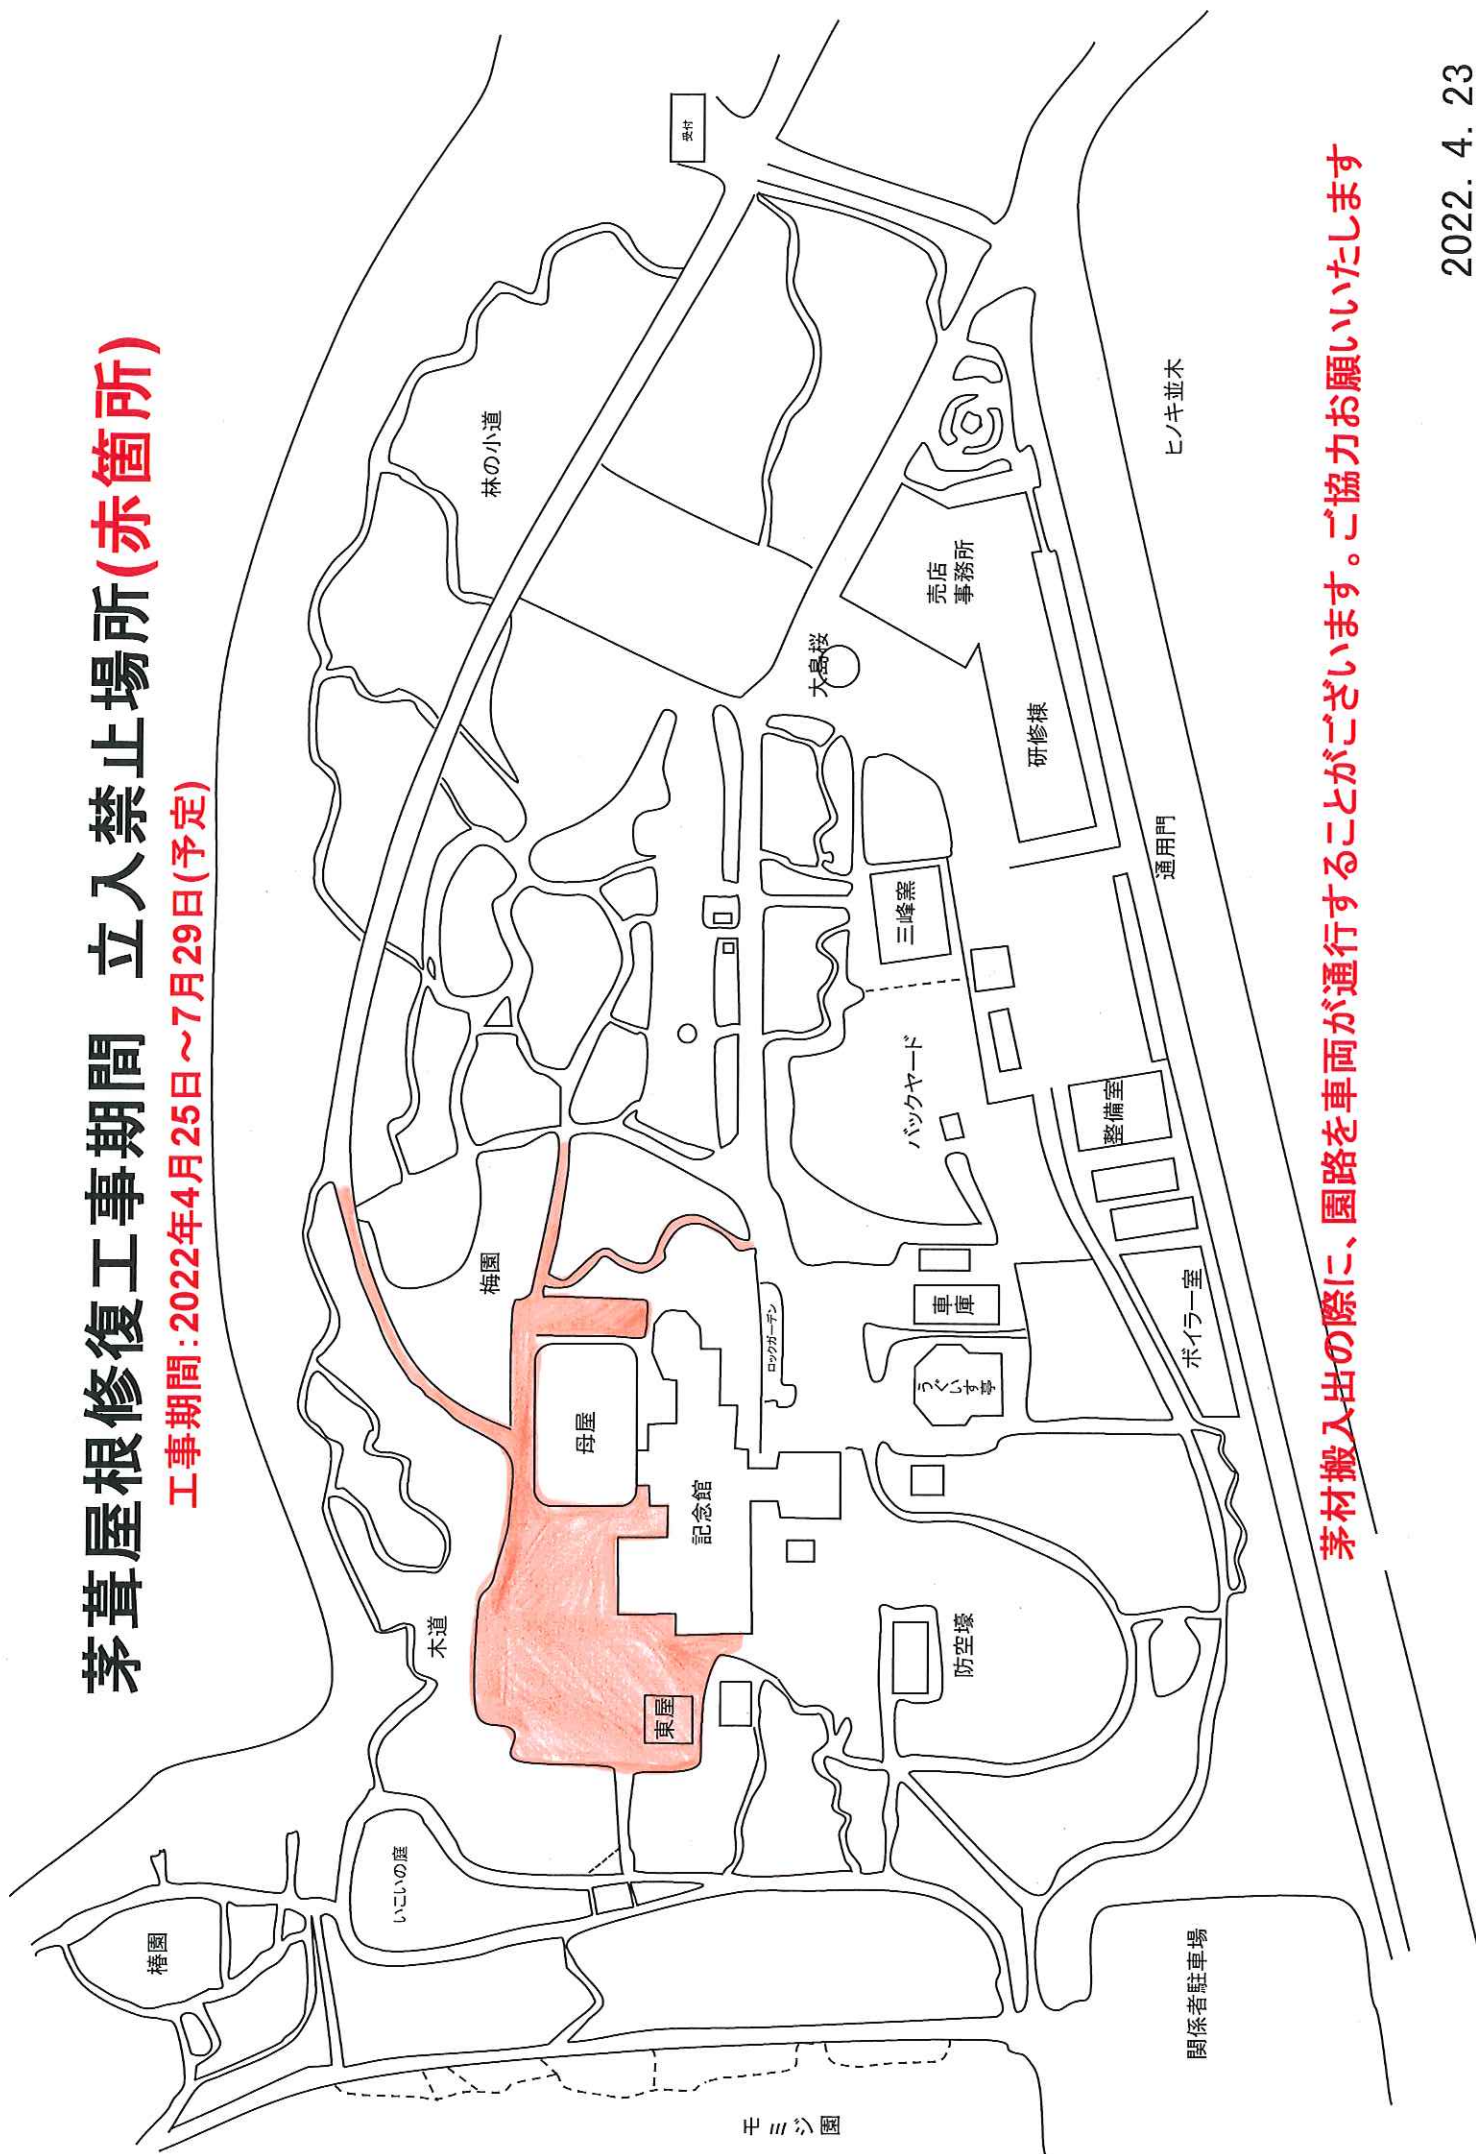 茅葺屋根修復工事期間 立入禁止場所(赤箇所)
工事期間:2022年4月25日~7月29日(予定)
受付
林の小道
椿園
いこいの庭
木道
梅園
母屋
東屋
記念館
ロックガーデン
大島桜
売店
事務所
研修棟
三峰窯
バックヤード
車庫
うぐいす亭
防空壕
整備室
ボイラー室
通用門
ヒノキ並木
モミジ園
関係者駐車場
茅材搬入出の際に、園路を車両が通行することがございます。ご協力お願いいたします
2022. 4. 23